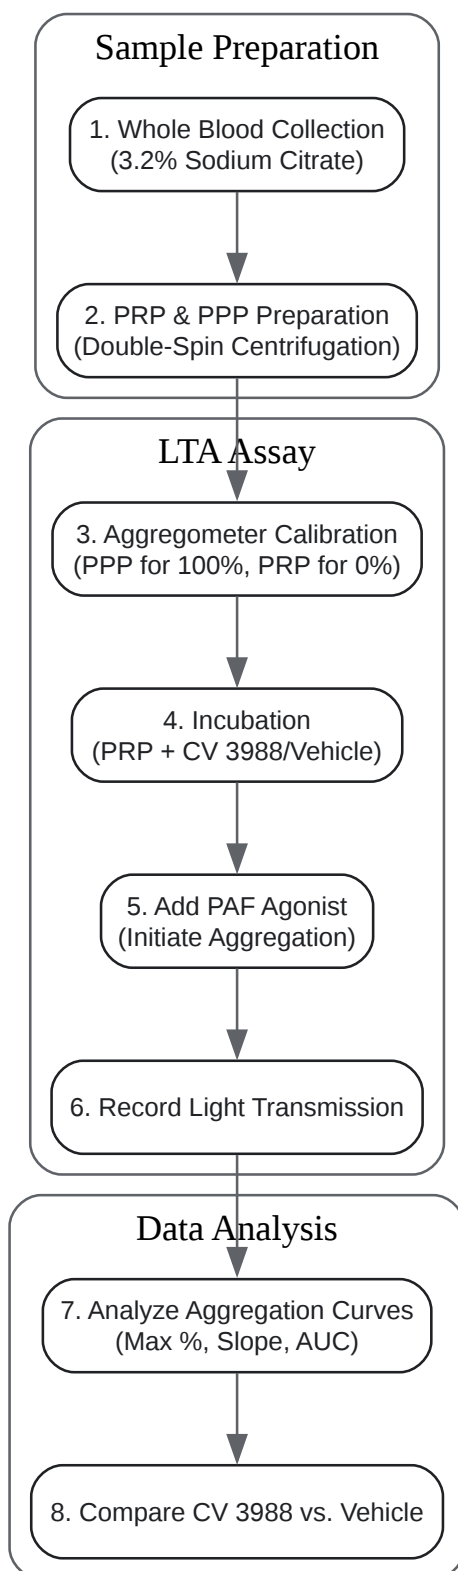 Sample Preparation
1. Whole Blood Collection
(3.2% Sodium Citrate)
2. PRP & PPP Preparation
(Double-Spin Centrifugation)
LTA Assay
3. Aggregometer Calibration
(PPP for 100%, PRP for 0%)
4. Incubation
(PRP + CV 3988/Vehicle)
5. Add PAF Agonist
(Initiate Aggregation)
6. Record Light Transmission
Data Analysis
7. Analyze Aggregation Curves
(Max %, Slope, AUC)
8. Compare CV 3988 vs. Vehicle